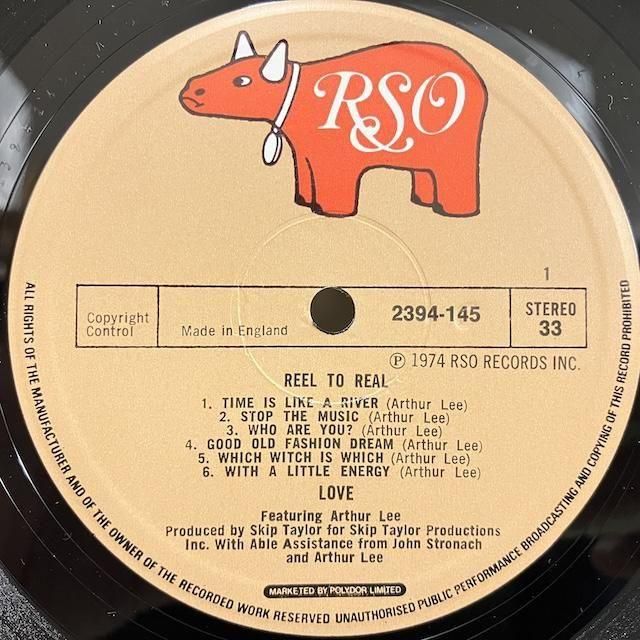 RSO
1
Copyright
Control
Made in England
2394-145
STEREO
33
Ⓟ 1974 RSO RECORDS INC.
REEL TO REAL
1. TIME IS LIKE A RIVER (Arthur Lee)
2. STOP THE MUSIC (Arthur Lee)
3. WHO ARE YOU? (Arthur Lee)
4. GOOD OLD FASHION DREAM (Arthur Lee)
5. WHICH WITCH IS WHICH (Arthur Lee)
6. WITH A LITTLE ENERGY (Arthur Lee)
LOVE
Featuring Arthur Lee
Produced by Skip Taylor for Skip Taylor Productions
Inc. With Able Assistance from John Stronach
and Arthur Lee
MARKETED BY POLYDOR LIMITED
ALL RIGHTS OF THE MANUFACTURER AND OF THE OWNER OF THE RECORDED WORK RESERVED UNAUTHORISED PUBLIC PERFORMANCE BROADCASTING AND COPYING OF THIS RECORD PROHIBITED